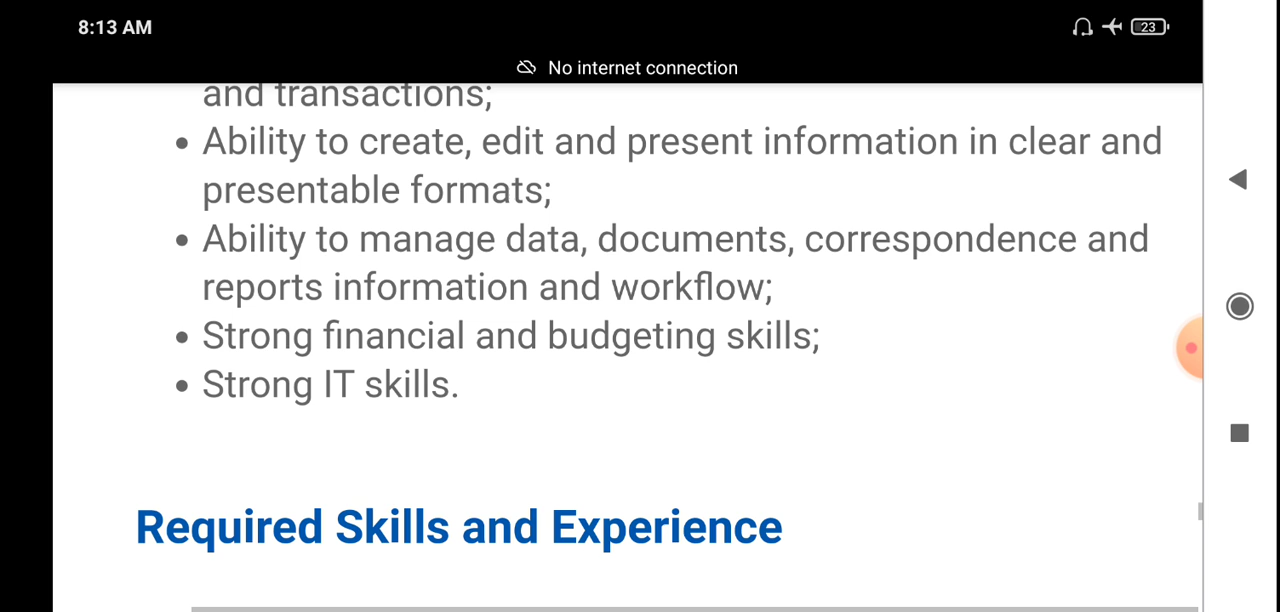 8:13 AM
23
No internet connection
and transactions;
• Ability to create, edit and present information in clear and
presentable formats;
• Ability to manage data, documents, correspondence and
reports information and workflow;
• Strong financial and budgeting skills;
• Strong IT skills.
Required Skills and Experience